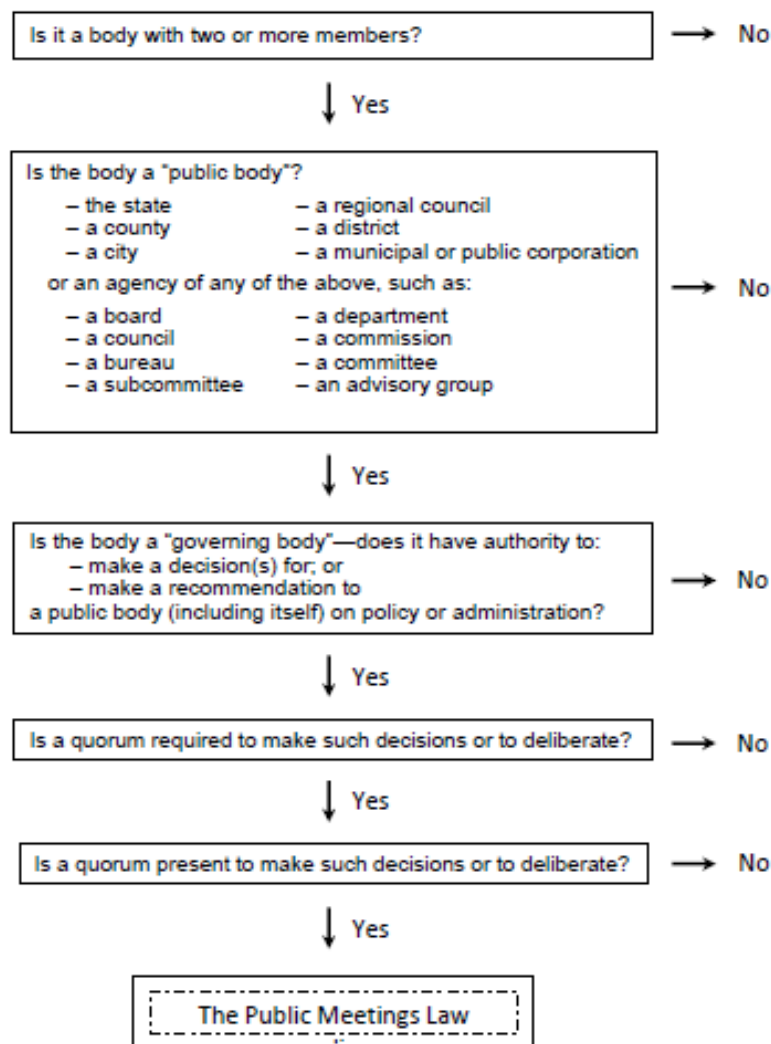 Is it a body with two or more members?
No
Yes
Is the body a "public body"?
– the state – a regional council
– a county – a district
– a city – a municipal or public corporation
or an agency of any of the above, such as:
– a board – a department
– a council – a commission
– a bureau – a committee
– a subcommittee – an advisory group
No
Yes
Is the body a "governing body"—does it have authority to:
– make a decision(s) for; or
– make a recommendation to
a public body (including itself) on policy or administration?
No
Yes
Is a quorum required to make such decisions or to deliberate?
No
Yes
Is a quorum present to make such decisions or to deliberate?
No
Yes
The Public Meetings Law